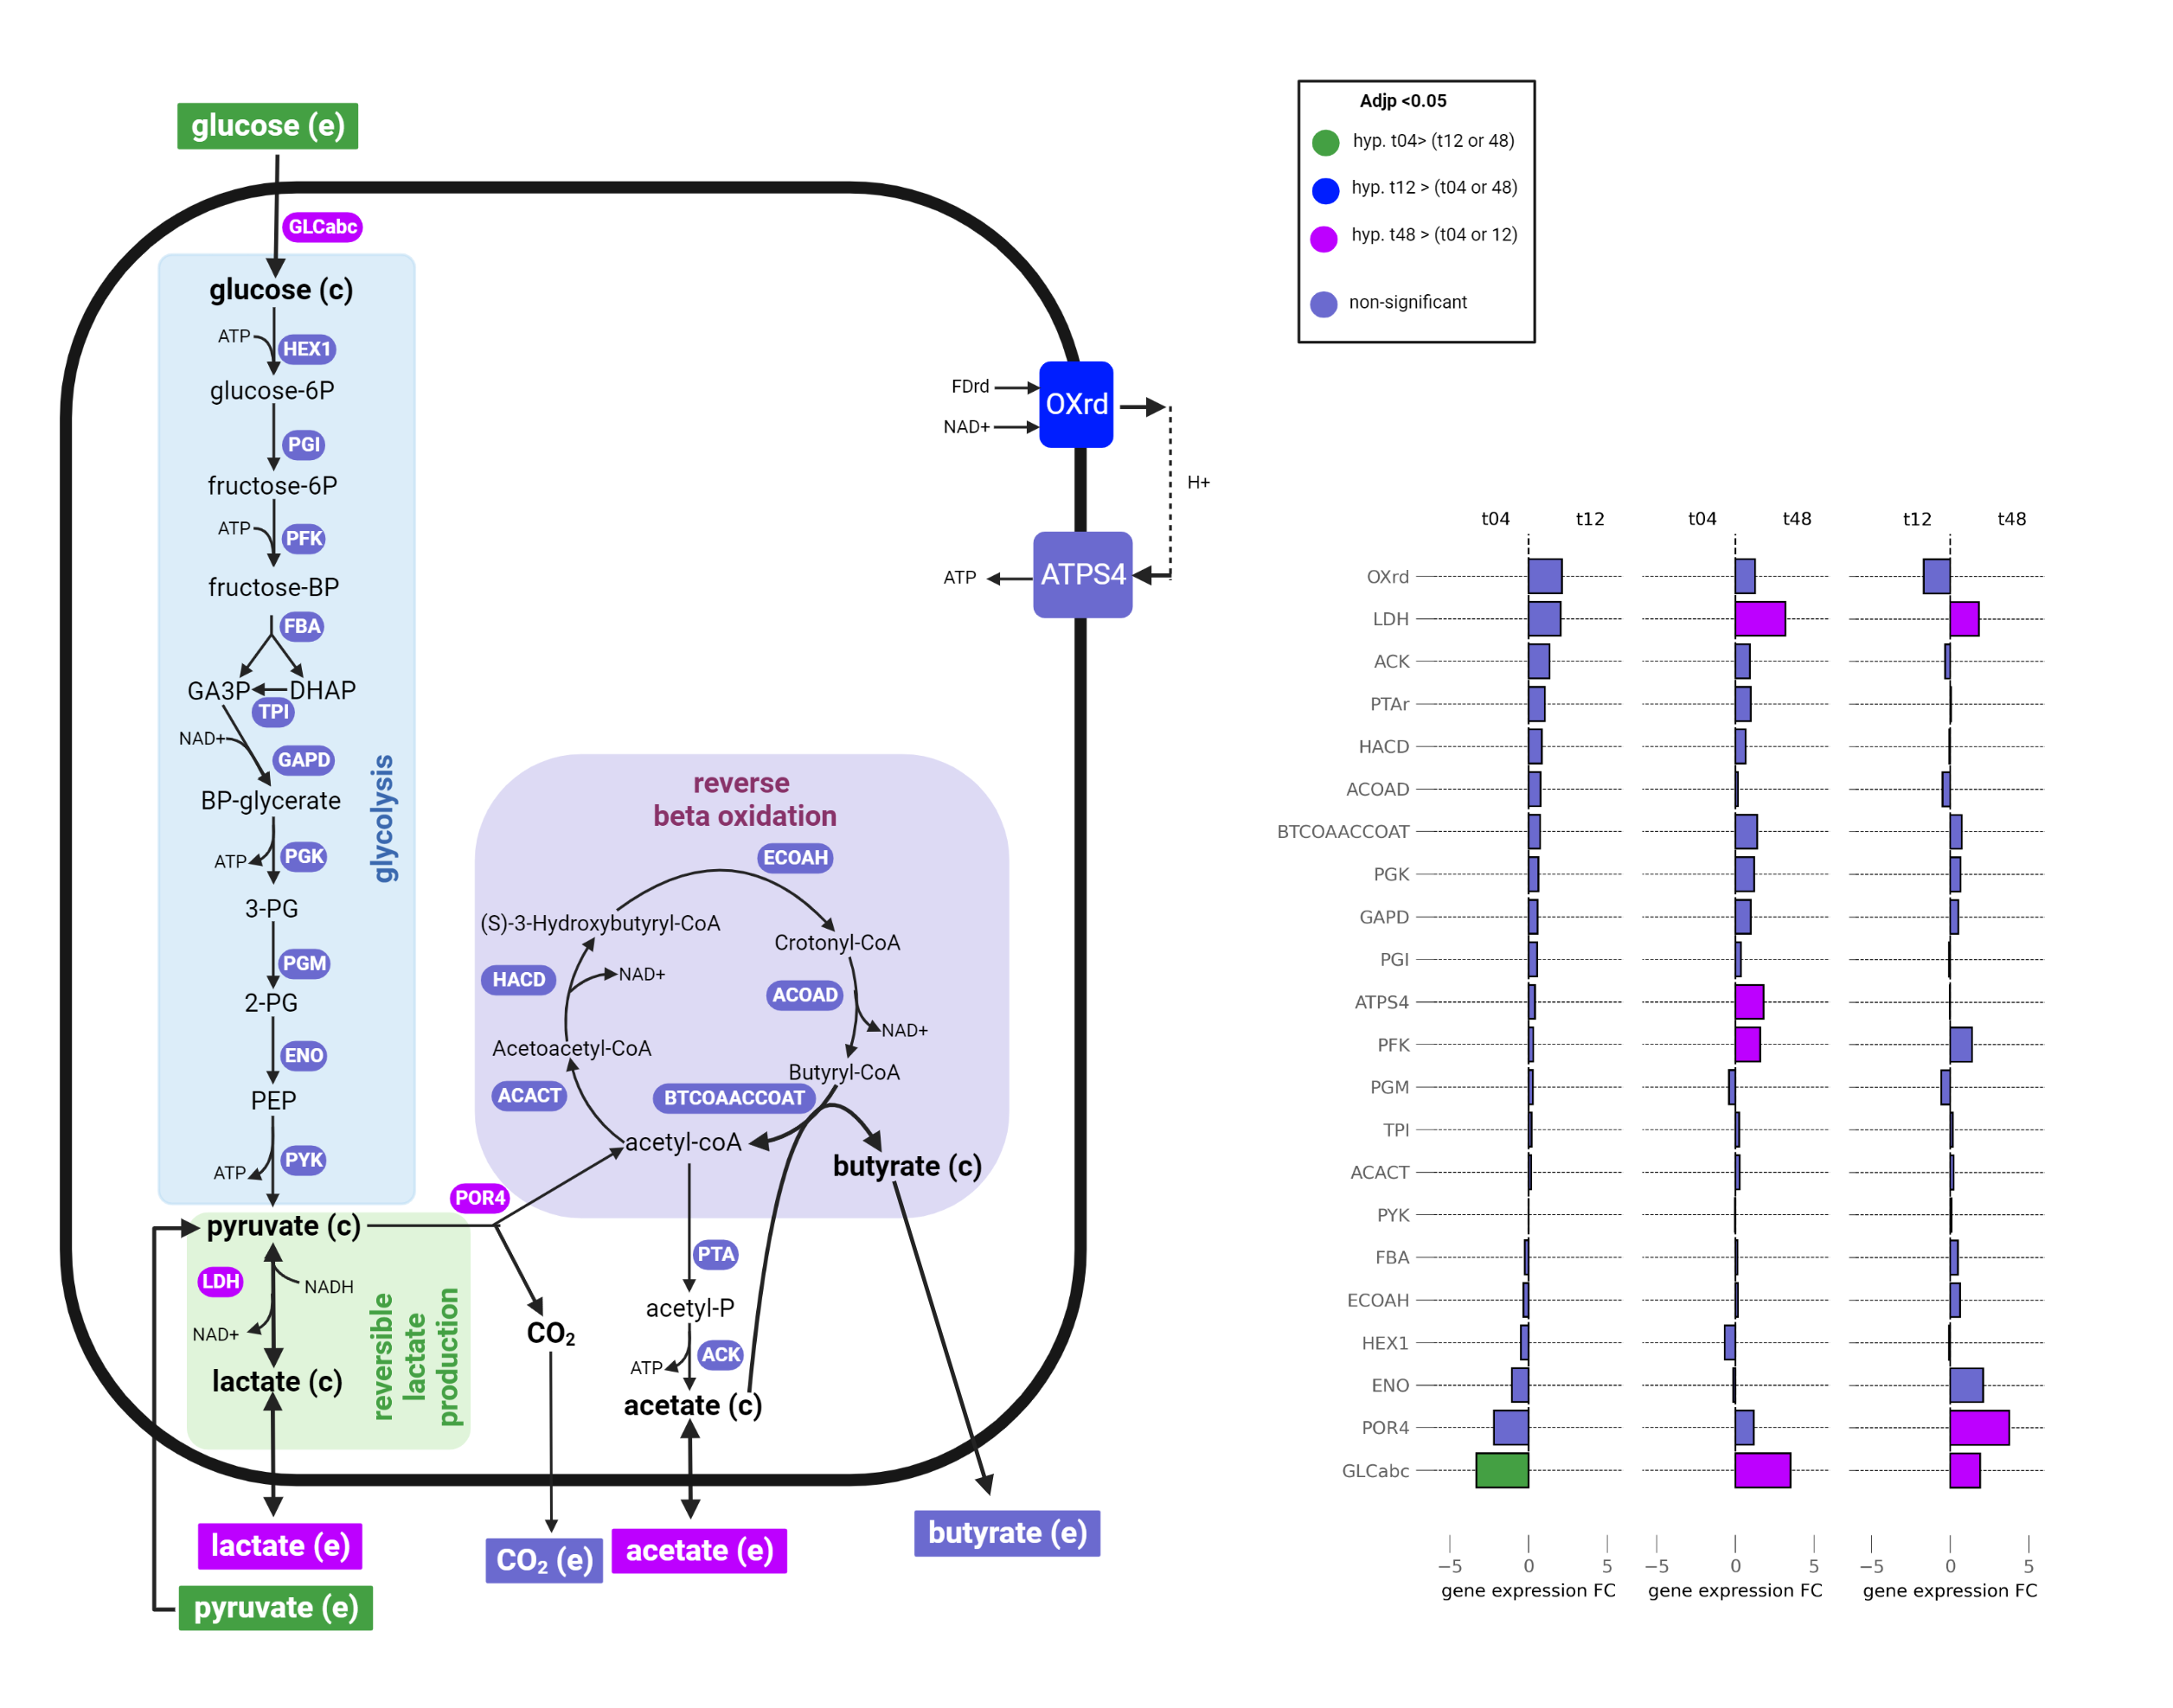 glucose (e)
GLCabc
glucose (c)
ATP
HEX1
glucose-6P
PGI
fructose-6P
ATP
PFK
fructose-BP
FBA
GA3P
DHAP
TPI
NAD+
GAPD
BP-glycerate
ATP
PGK
3-PG
PGM
2-PG
ENO
PEP
ATP
PYK
glycolysis
pyruvate (c)
LDH
NADH
NAD+
lactate (c)
reversible
lactate
production
lactate (e)
pyruvate (e)
POR4
CO₂
CO₂ (e)
reverse
beta oxidation
ECOAH
(S)-3-Hydroxybutyryl-CoA
Crotonyl-CoA
HACD
NAD+
ACOAD
NAD+
Acetoacetyl-CoA
Butyryl-CoA
ACACT
BTCOAACCOAT
acetyl-coA
butyrate (c)
PTA
acetyl-P
ATP
ACK
acetate (c)
acetate (e)
butyrate (e)
FDrd
NAD+
OXrd
H+
ATP
ATPS4
Adjp <0.05
hyp. t04> (t12 or 48)
hyp. t12 > (t04 or 48)
hyp. t48 > (t04 or 12)
non-significant
t04 t12 t04 t48 t12 t48
OXrd
LDH
ACK
PTAr
HACD
ACOAD
BTCOAACCOAT
PGK
GAPD
PGI
ATPS4
PFK
PGM
TPI
ACACT
PYK
FBA
ECOAH
HEX1
ENO
POR4
GLCabc
−5 0 5 −5 0 5 −5 0 5
gene expression FC gene expression FC gene expression FC